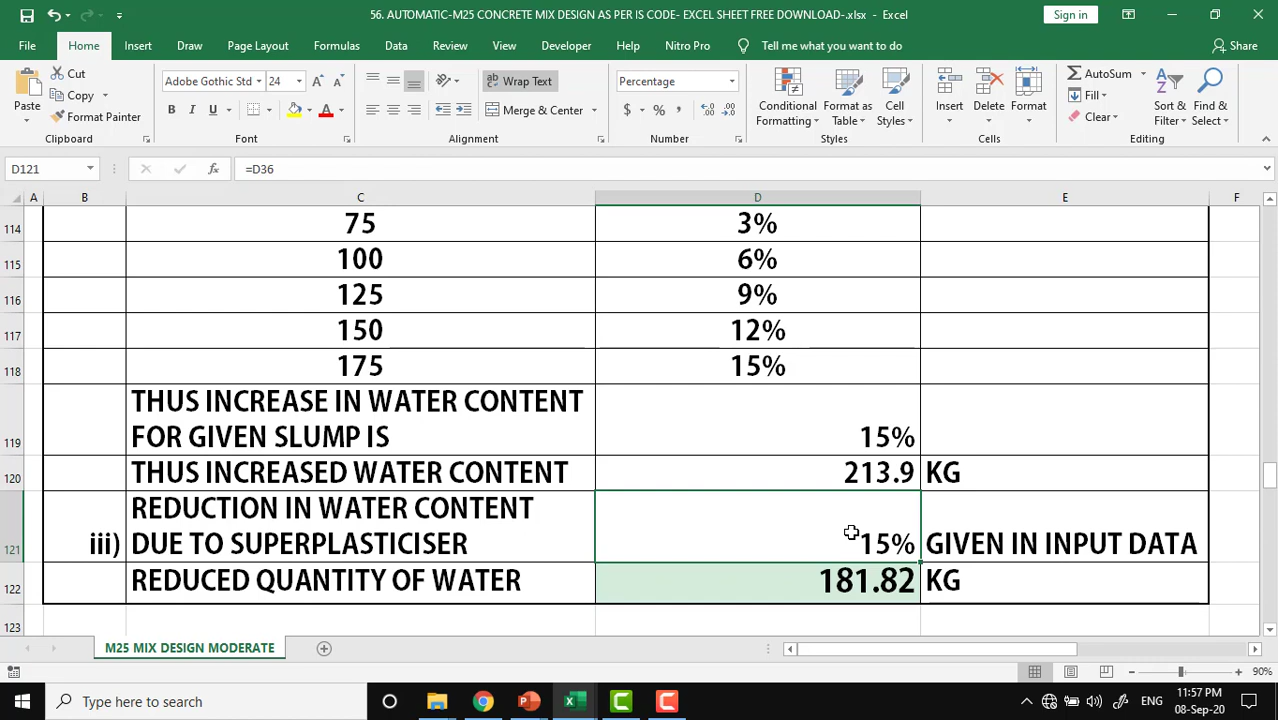 56. AUTOMATIC-M25 CONCRETE MIX DESIGN AS PER IS CODE- EXCEL SHEET FREE DOWNLOAD-.xlsx - Excel
Sign in
File Home Insert Draw Page Layout Formulas Data Review View Developer Help Nitro Pro Tell me what you want to do Share
Paste
Cut
Copy
Format Painter
Clipboard
Adobe Gothic Std 24
B I U
Font
Wrap Text
Merge & Center
Alignment
Percentage
$ % ,
Number
Conditional Formatting
Format as Table
Cell Styles
Styles
Insert Delete Format
Cells
AutoSum
Fill
Clear
Sort & Filter
Find & Select
Editing
D121 fx =D36
A B C D E F
114 75 3%
115 100 6%
116 125 9%
117 150 12%
118 175 15%
THUS INCREASE IN WATER CONTENT
119 FOR GIVEN SLUMP IS 15%
120 THUS INCREASED WATER CONTENT 213.9 KG
REDUCTION IN WATER CONTENT
121 iii) DUE TO SUPERPLASTICISER 15% GIVEN IN INPUT DATA
122 REDUCED QUANTITY OF WATER 181.82 KG
123
M25 MIX DESIGN MODERATE
90%
Type here to search
ENG
11:57 PM
08-Sep-20